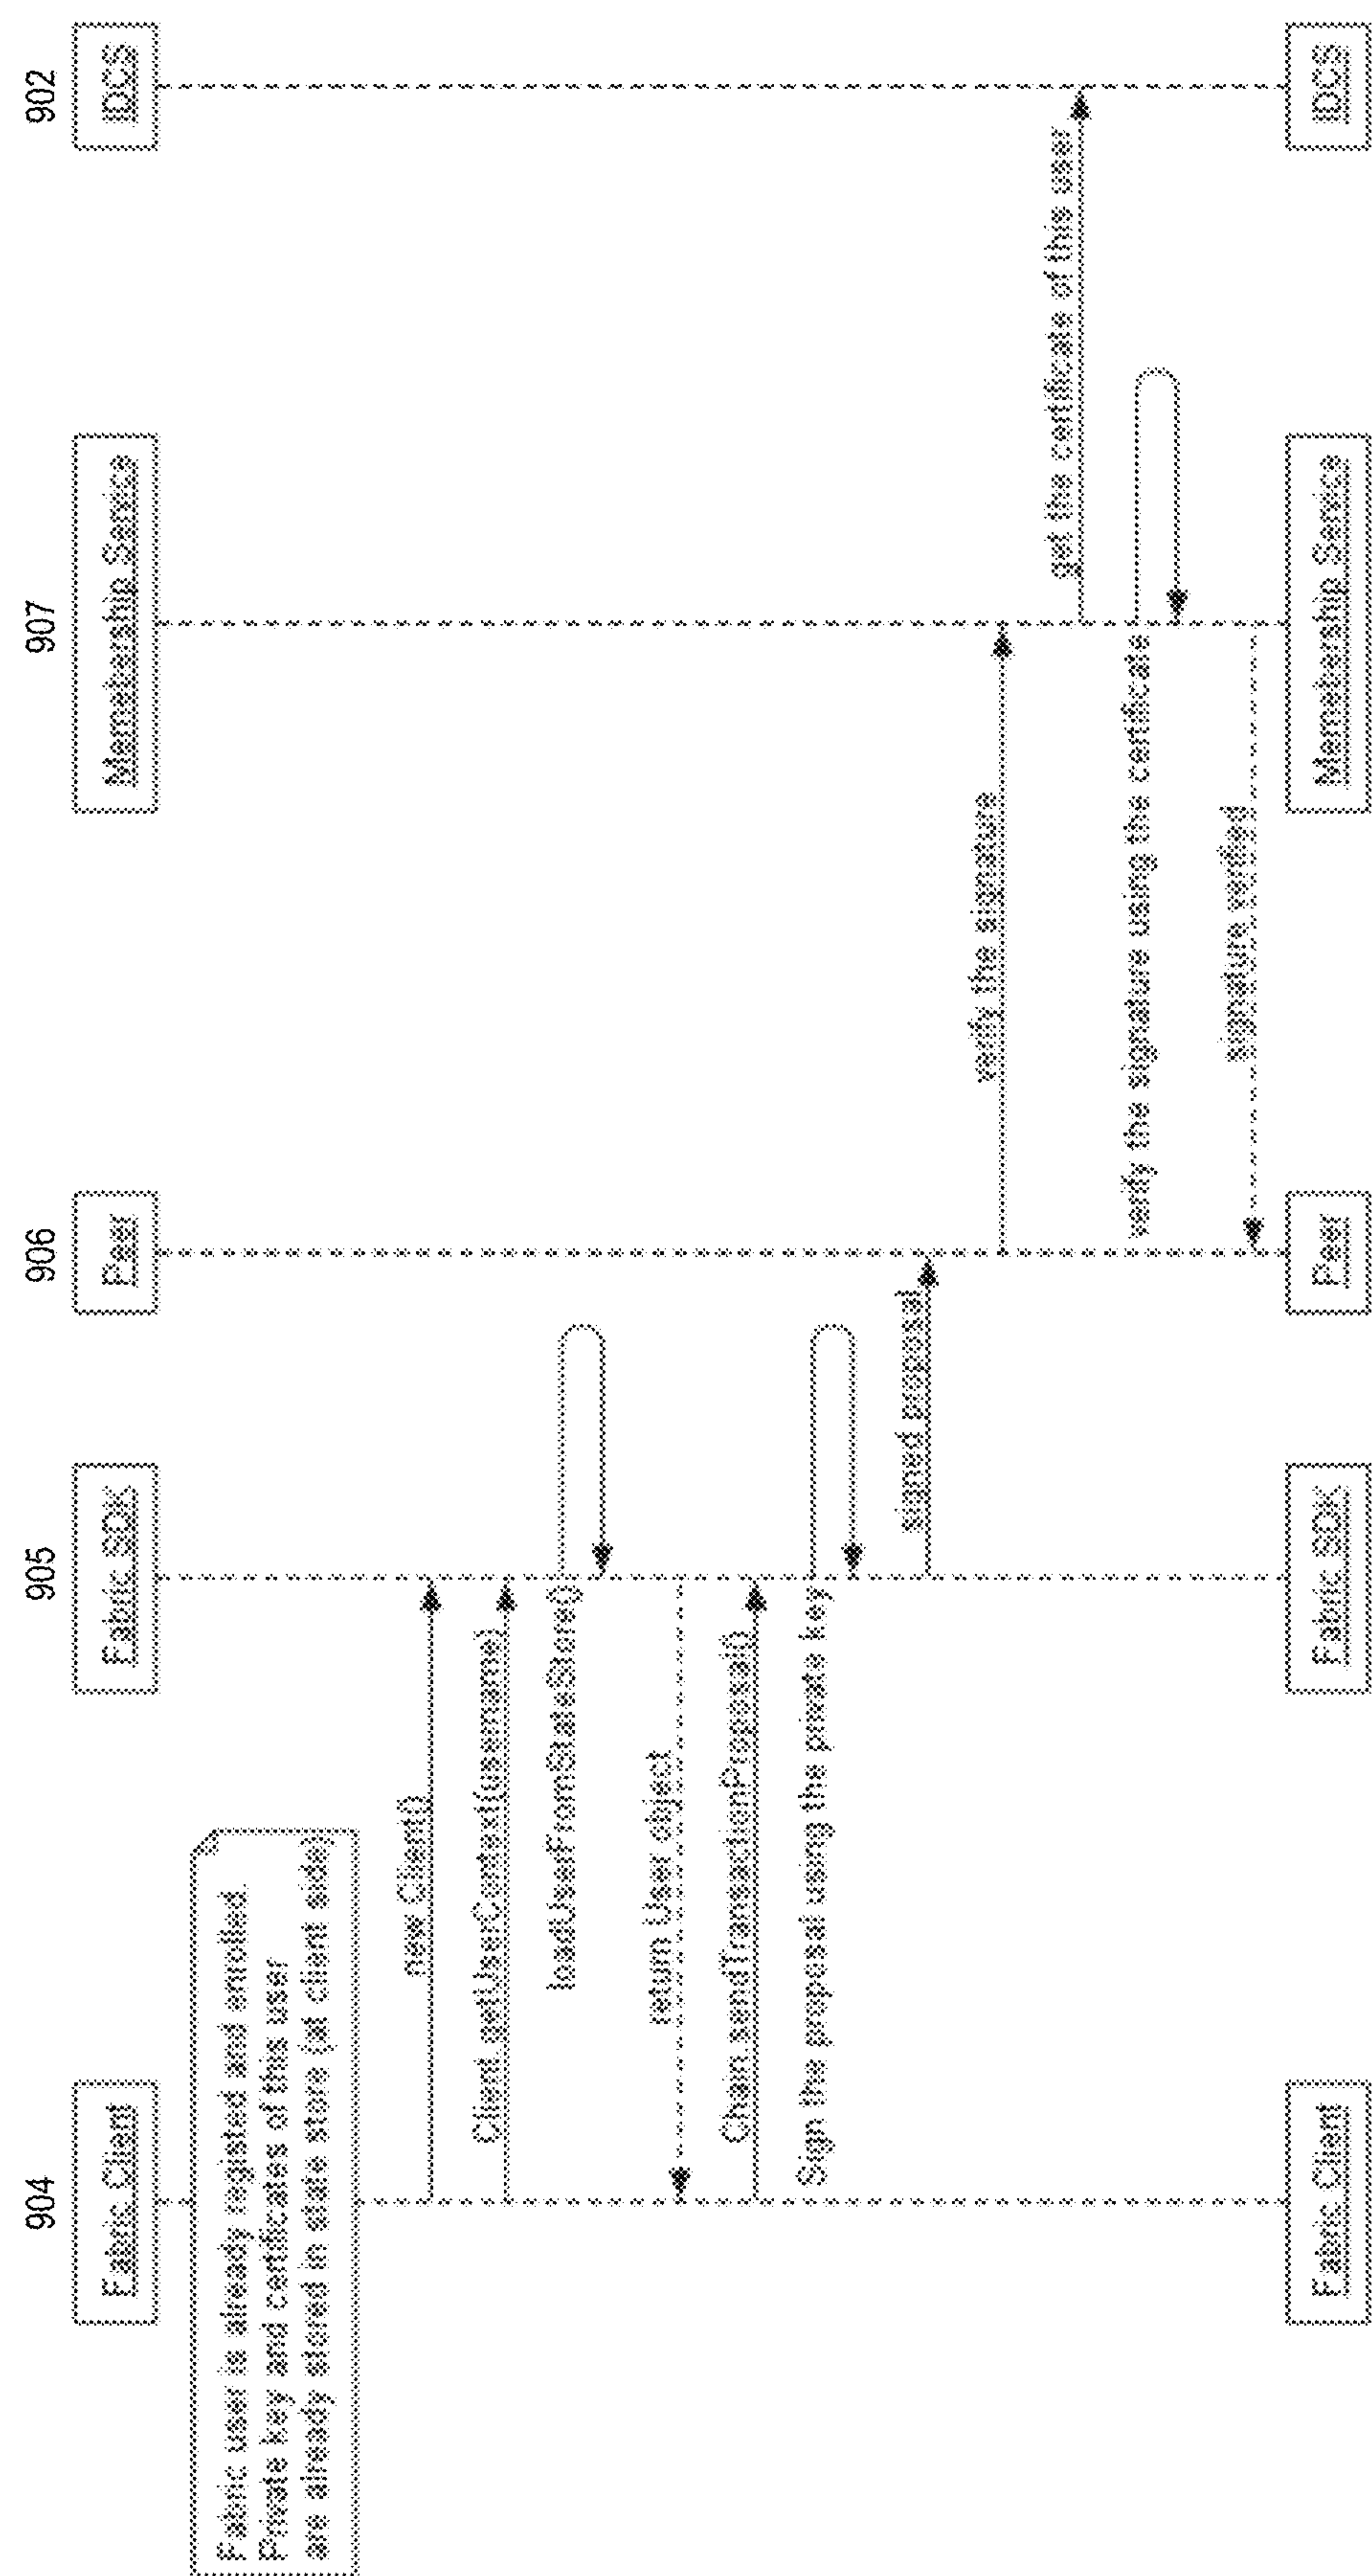 904
905
906
907
902
Fabric Client
Fabric SDK
Peer
Memebership Service
IDCS
Fabric user is already registed and enrolled
Private key and certificates of this user
are already stored in state store (at client side)
new Client()
Client.getUserContext(username)
loadUserFromStateStore()
return User object
Chain.sendTransactionProposal()
Sign the proposal using the private key
signed proposal
verify the signature
get the certificate of this user
verify the signature using the certificate
signature verified
Fabric Client
Fabric SDK
Peer
Memebership Service
IDCS